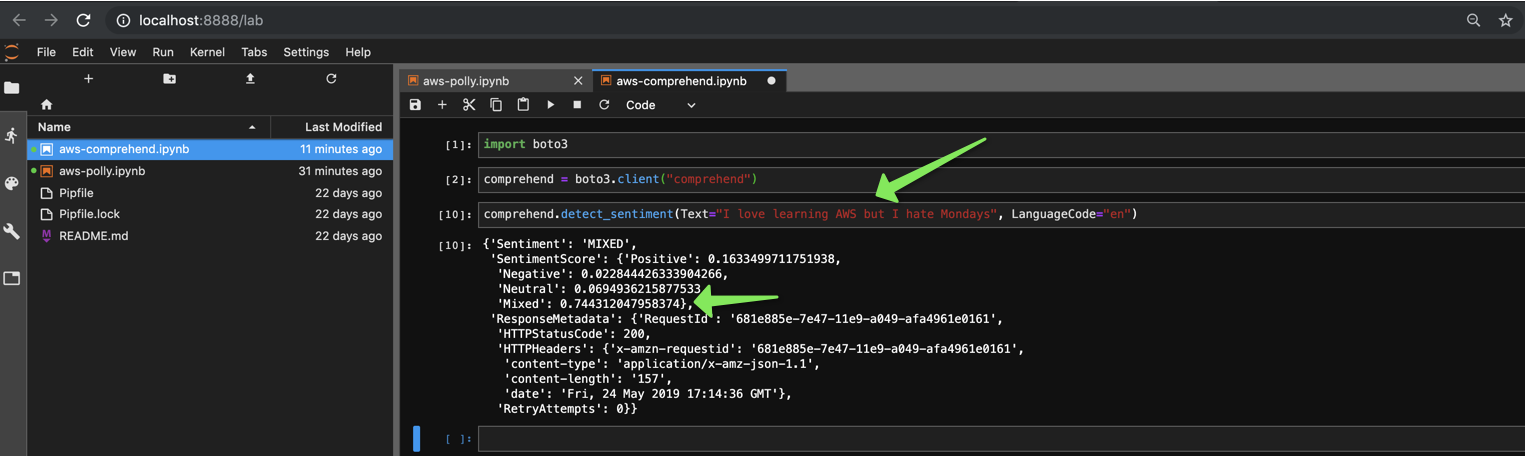 localhost:8888/lab
File Edit View Run Kernel Tabs Settings Help
Name Last Modified
aws-comprehend.ipynb 11 minutes ago
aws-polly.ipynb 31 minutes ago
Pipfile 22 days ago
Pipfile.lock 22 days ago
README.md 22 days ago
aws-polly.ipynb aws-comprehend.ipynb
Code
[1]: import boto3
[2]: comprehend = boto3.client("comprehend")
[10]: comprehend.detect_sentiment(Text="I love learning AWS but I hate Mondays", LanguageCode="en")
[10]: {'Sentiment': 'MIXED',
'SentimentScore': {'Positive': 0.1633499711751938,
'Negative': 0.022844426333904266,
'Neutral': 0.0694936215877533
'Mixed': 0.744312047958374},
'ResponseMetadata': {'RequestId': '681e885e-7e47-11e9-a049-afa4961e0161',
'HTTPStatusCode': 200,
'HTTPHeaders': {'x-amzn-requestid': '681e885e-7e47-11e9-a049-afa4961e0161',
'content-type': 'application/x-amz-json-1.1',
'content-length': '157',
'date': 'Fri, 24 May 2019 17:14:36 GMT'},
'RetryAttempts': 0}}
[ ]: